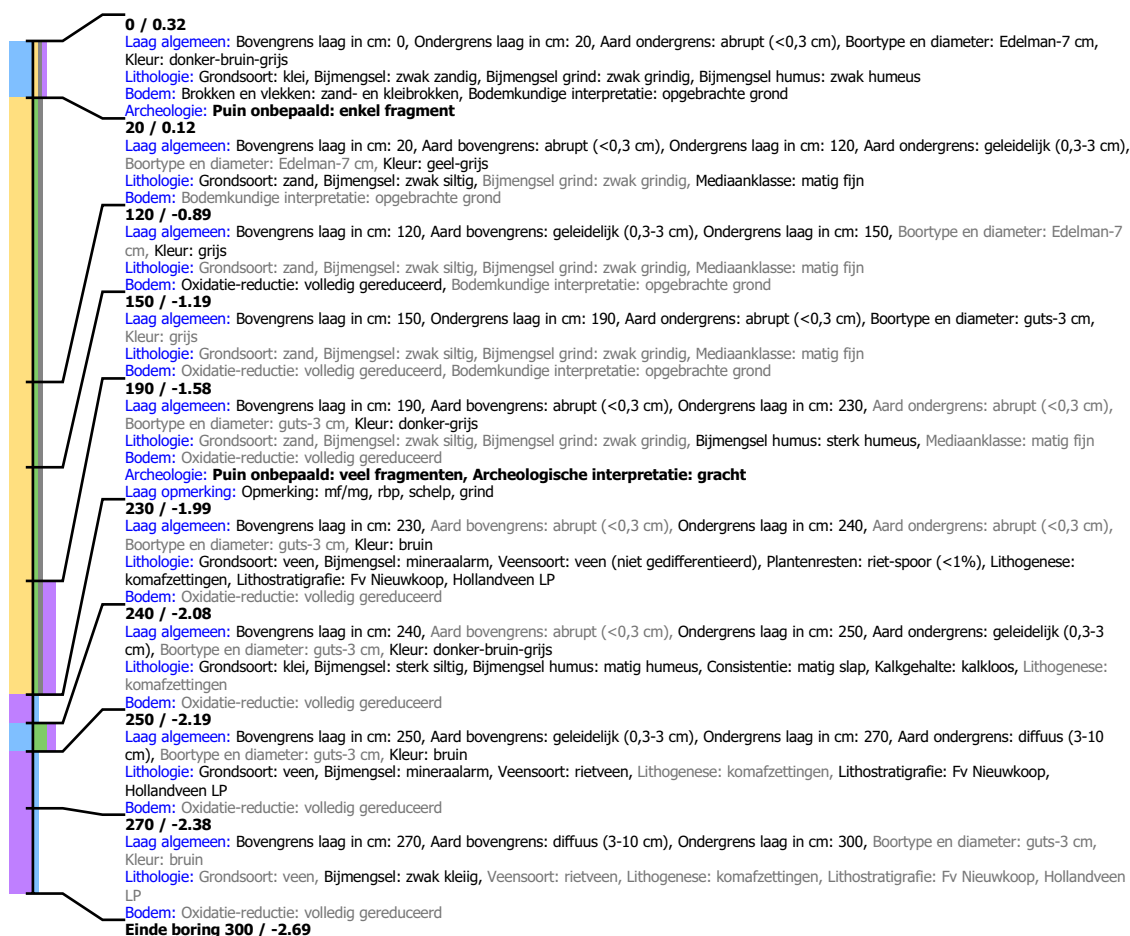 0 / 0.32
Laag algemeen: Bovengrens laag in cm: 0, Ondergrens laag in cm: 20, Aard ondergrens: abrupt (<0,3 cm), Boortype en diameter: Edelman-7 cm,
Kleur: donker-bruin-grijs
Lithologie: Grondsoort: klei, Bijmengsel: zwak zandig, Bijmengsel grind: zwak grindig, Bijmengsel humus: zwak humeus
Bodem: Brokken en vlekken: zand- en kleibrokken, Bodemkundige interpretatie: opgebrachte grond
Archeologie: Puin onbepaald: enkel fragment
20 / 0.12
Laag algemeen: Bovengrens laag in cm: 20, Aard bovengrens: abrupt (<0,3 cm), Ondergrens laag in cm: 120, Aard ondergrens: geleidelijk (0,3-3 cm),
Boortype en diameter: Edelman-7 cm, Kleur: geel-grijs
Lithologie: Grondsoort: zand, Bijmengsel: zwak siltig, Bijmengsel grind: zwak grindig, Mediaanklasse: matig fijn
Bodem: Bodemkundige interpretatie: opgebrachte grond
120 / -0.89
Laag algemeen: Bovengrens laag in cm: 120, Aard bovengrens: geleidelijk (0,3-3 cm), Ondergrens laag in cm: 150, Boortype en diameter: Edelman-7
cm, Kleur: grijs
Lithologie: Grondsoort: zand, Bijmengsel: zwak siltig, Bijmengsel grind: zwak grindig, Mediaanklasse: matig fijn
Bodem: Oxidatie-reductie: volledig gereduceerd, Bodemkundige interpretatie: opgebrachte grond
150 / -1.19
Laag algemeen: Bovengrens laag in cm: 150, Ondergrens laag in cm: 190, Aard ondergrens: abrupt (<0,3 cm), Boortype en diameter: guts-3 cm,
Kleur: grijs
Lithologie: Grondsoort: zand, Bijmengsel: zwak siltig, Bijmengsel grind: zwak grindig, Mediaanklasse: matig fijn
Bodem: Oxidatie-reductie: volledig gereduceerd, Bodemkundige interpretatie: opgebrachte grond
190 / -1.58
Laag algemeen: Bovengrens laag in cm: 190, Aard bovengrens: abrupt (<0,3 cm), Ondergrens laag in cm: 230, Aard ondergrens: abrupt (<0,3 cm),
Boortype en diameter: guts-3 cm, Kleur: donker-grijs
Lithologie: Grondsoort: zand, Bijmengsel: zwak siltig, Bijmengsel grind: zwak grindig, Bijmengsel humus: sterk humeus, Mediaanklasse: matig fijn
Bodem: Oxidatie-reductie: volledig gereduceerd
Archeologie: Puin onbepaald: veel fragmenten, Archeologische interpretatie: gracht
Laag opmerking: Opmerking: mf/mg, rbp, schelp, grind
230 / -1.99
Laag algemeen: Bovengrens laag in cm: 230, Aard bovengrens: abrupt (<0,3 cm), Ondergrens laag in cm: 240, Aard ondergrens: abrupt (<0,3 cm),
Boortype en diameter: guts-3 cm, Kleur: bruin
Lithologie: Grondsoort: veen, Bijmengsel: mineraalarm, Veensoort: veen (niet gedifferentieerd), Plantenresten: riet-spoor (<1%), Lithogenese:
komafzettingen, Lithostratigrafie: Fv Nieuwkoop, Hollandveen LP
Bodem: Oxidatie-reductie: volledig gereduceerd
240 / -2.08
Laag algemeen: Bovengrens laag in cm: 240, Aard bovengrens: abrupt (<0,3 cm), Ondergrens laag in cm: 250, Aard ondergrens: geleidelijk (0,3-3
cm), Boortype en diameter: guts-3 cm, Kleur: donker-bruin-grijs
Lithologie: Grondsoort: klei, Bijmengsel: sterk siltig, Bijmengsel humus: matig humeus, Consistentie: matig slap, Kalkgehalte: kalkloos, Lithogenese:
komafzettingen
Bodem: Oxidatie-reductie: volledig gereduceerd
250 / -2.19
Laag algemeen: Bovengrens laag in cm: 250, Aard bovengrens: geleidelijk (0,3-3 cm), Ondergrens laag in cm: 270, Aard ondergrens: diffuus (3-10
cm), Boortype en diameter: guts-3 cm, Kleur: bruin
Lithologie: Grondsoort: veen, Bijmengsel: mineraalarm, Veensoort: rietveen, Lithogenese: komafzettingen, Lithostratigrafie: Fv Nieuwkoop,
Hollandveen LP
Bodem: Oxidatie-reductie: volledig gereduceerd
270 / -2.38
Laag algemeen: Bovengrens laag in cm: 270, Aard bovengrens: diffuus (3-10 cm), Ondergrens laag in cm: 300, Boortype en diameter: guts-3 cm,
Kleur: bruin
Lithologie: Grondsoort: veen, Bijmengsel: zwak kleiig, Veensoort: rietveen, Lithogenese: komafzettingen, Lithostratigrafie: Fv Nieuwkoop, Hollandveen
LP
Bodem: Oxidatie-reductie: volledig gereduceerd
Einde boring 300 / -2.69